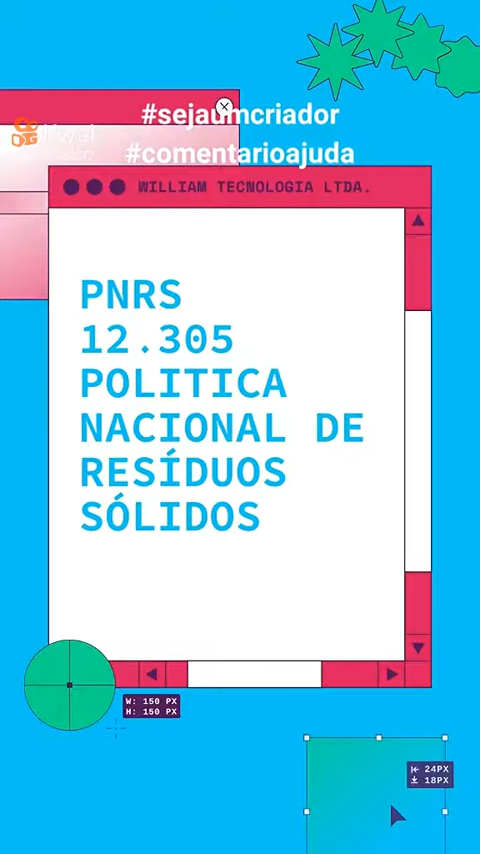 #sejaumcriador
#comentarioajuda
WILLIAM TECNOLOGIA LTDA.
PNRS
12.305
POLITICA
NACIONAL DE
RESÍDUOS
SÓLIDOS
W: 150 PX
H: 150 PX
24PX
18PX